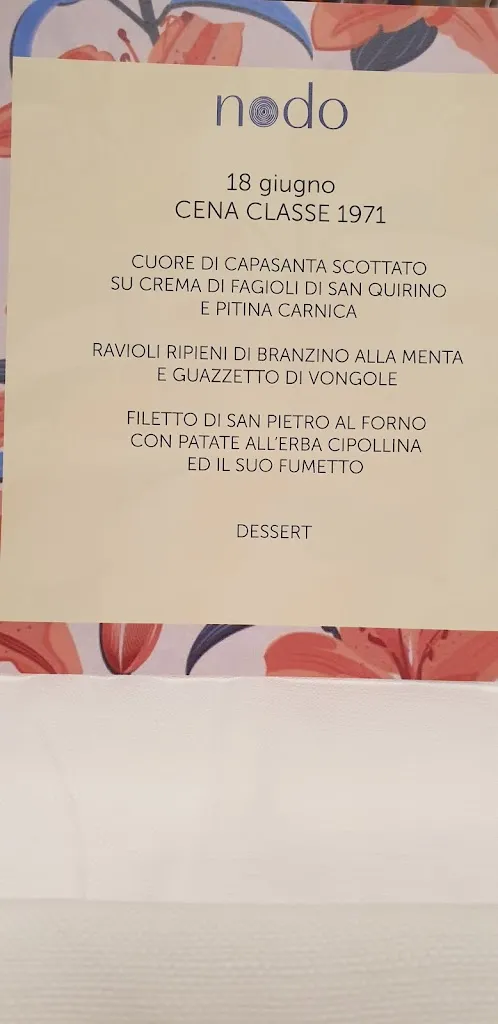 nodo
18 giugno
CENA CLASSE 1971
CUORE DI CAPASANTA SCOTTATO
SU CREMA DI FAGIOLI DI SAN QUIRINO
E PITINA CARNICA
RAVIOLI RIPIENI DI BRANZINO ALLA MENTA
E GUAZZETTO DI VONGOLE
FILETTO DI SAN PIETRO AL FORNO
CON PATATE ALL'ERBA CIPOLLINA
ED IL SUO FUMETTO
DESSERT